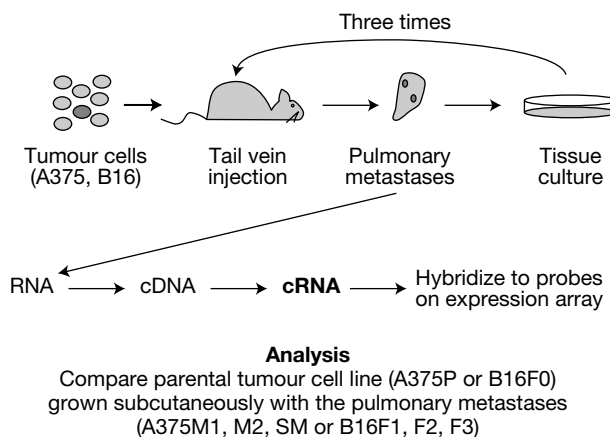 Three times
Tumour cells
(A375, B16)
Tail vein
injection
Pulmonary
metastases
Tissue
culture
RNA
cDNA
cRNA
Hybridize to probes
on expression array
Analysis
Compare parental tumour cell line (A375P or B16F0)
grown subcutaneously with the pulmonary metastases
(A375M1, M2, SM or B16F1, F2, F3)